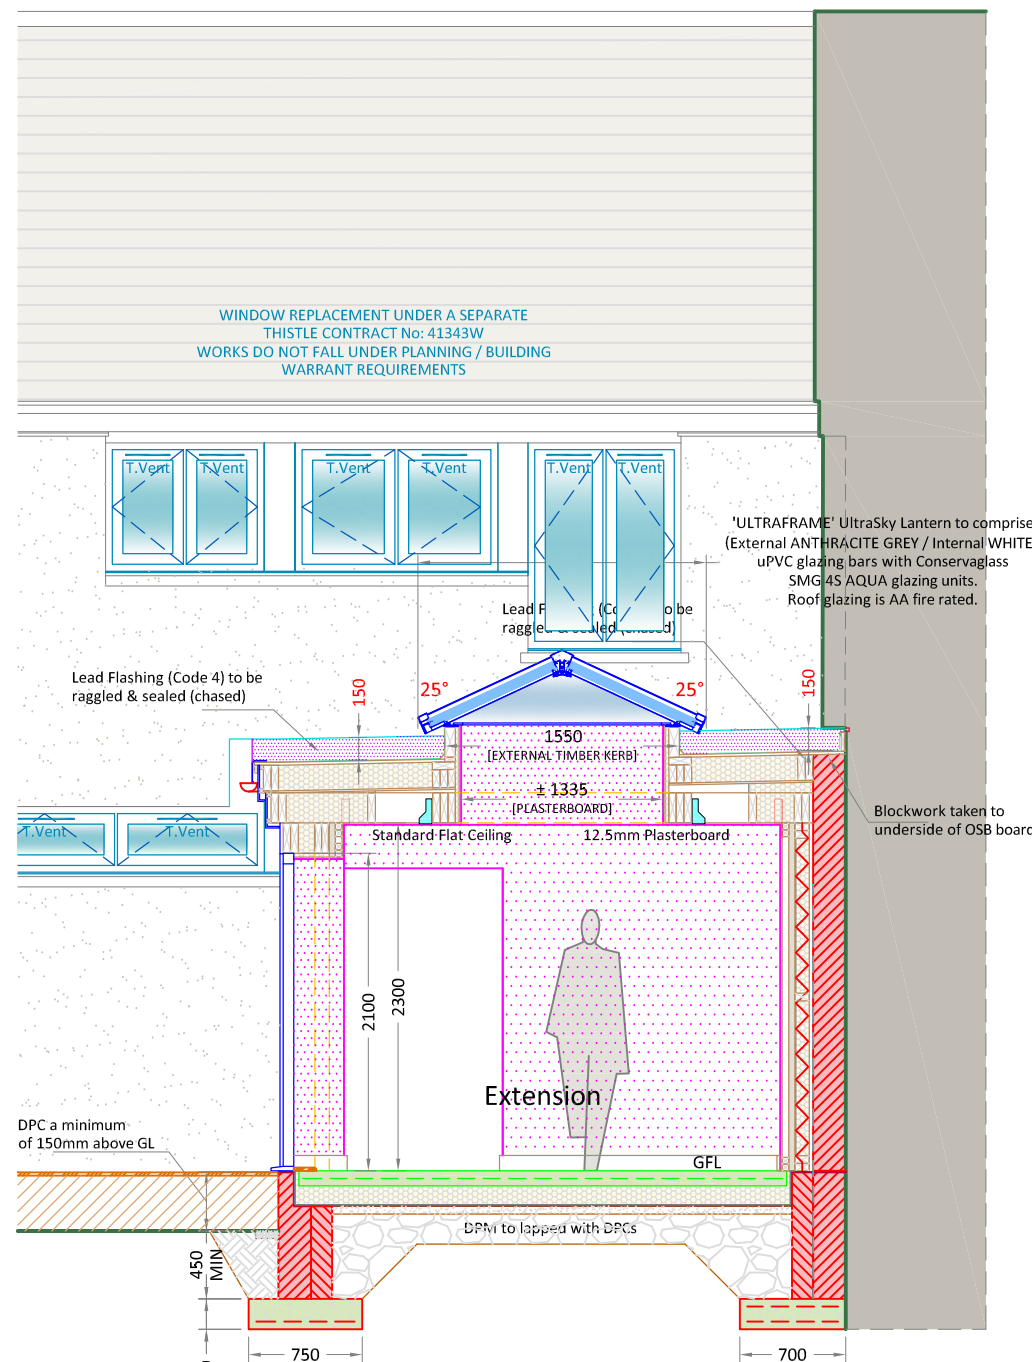 WINDOW REPLACEMENT UNDER A SEPARATE
THISTLE CONTRACT No: 41343W
WORKS DO NOT FALL UNDER PLANNING / BUILDING
WARRANT REQUIREMENTS
T.Vent
T.Vent
T.Vent
T.Vent
T.Vent
T.Vent
'ULTRAFRAME' UltraSky Lantern to comprise
(External ANTHRACITE GREY / Internal WHITE
uPVC glazing bars with Conservaglass
SMG 4S AQUA glazing units.
Roof glazing is AA fire rated.
Lead to be
raggled & sealed (chased)
Lead Flashing (Code 4) to be
raggled & sealed (chased)
150
25°
25°
150
1550
[EXTERNAL TIMBER KERB]
± 1335
[PLASTERBOARD]
Blockwork taken to
underside of OSB board
T.Vent
T.Vent
Standard Flat Ceiling
12.5mm Plasterboard
2100
2300
Extension
DPC a minimum
of 150mm above GL
GFL
DPM to lapped with DPCs
450
MIN
750
700